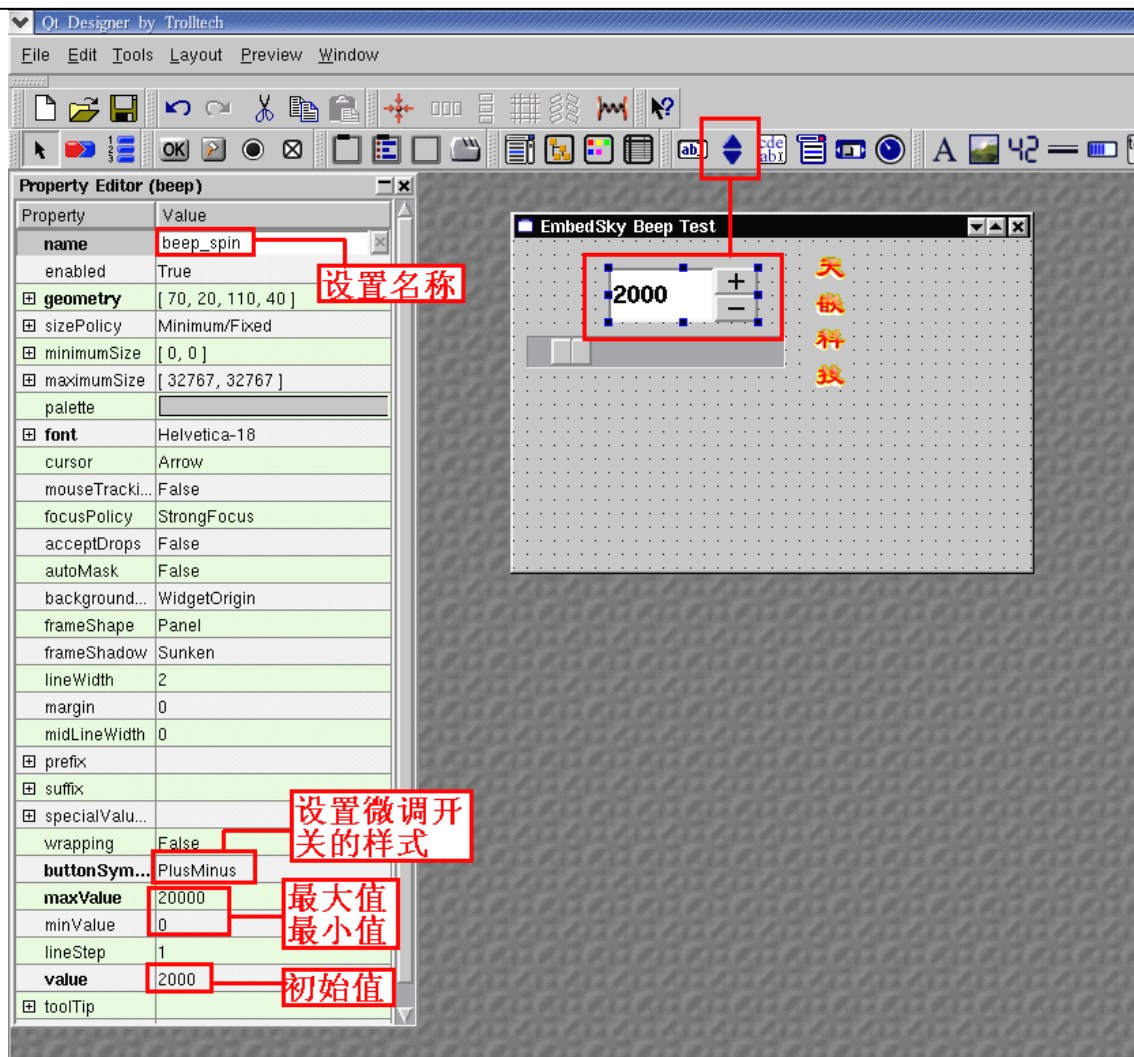 Qt Designer by Trolltech
File Edit Tools Layout Preview Window
OK ab cde ab A 42
Property Editor (beep)
Property Value
name beep_spin
设置名称
enabled True
geometry [ 70, 20, 110, 40 ]
sizePolicy Minimum/Fixed
minimumSize [ 0, 0 ]
maximumSize [ 32767, 32767 ]
palette
font Helvetica-18
cursor Arrow
mouseTracki... False
focusPolicy StrongFocus
acceptDrops False
autoMask False
background... WidgetOrigin
frameShape Panel
frameShadow Sunken
lineWidth 2
margin 0
midLineWidth 0
prefix
suffix
specialValu...
设置微调开
关的样式
wrapping False
buttonSym... PlusMinus
maxValue 20000
最大值
minValue 0
最小值
lineStep 1
value 2000
初始值
toolTip
EmbedSky Beep Test
2000
+
−
天
嵌
科
技